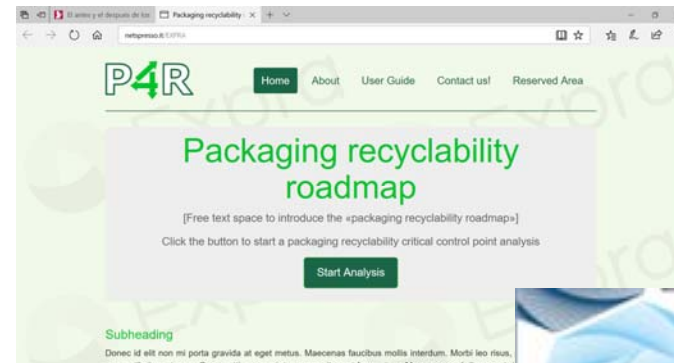 El antes y el después de los
Packaging recyclability
netspresso.it/EXPRA
P4R
Home About User Guide Contact us! Reserved Area
Packaging recyclability
roadmap
[Free text space to introduce the «packaging recyclability roadmap»]
Click the button to start a packaging recyclability critical control point analysis
Start Analysis
Subheading
Donec id elit non mi porta gravida at eget metus. Maecenas faucibus mollis interdum. Morbi leo risus,
Expra